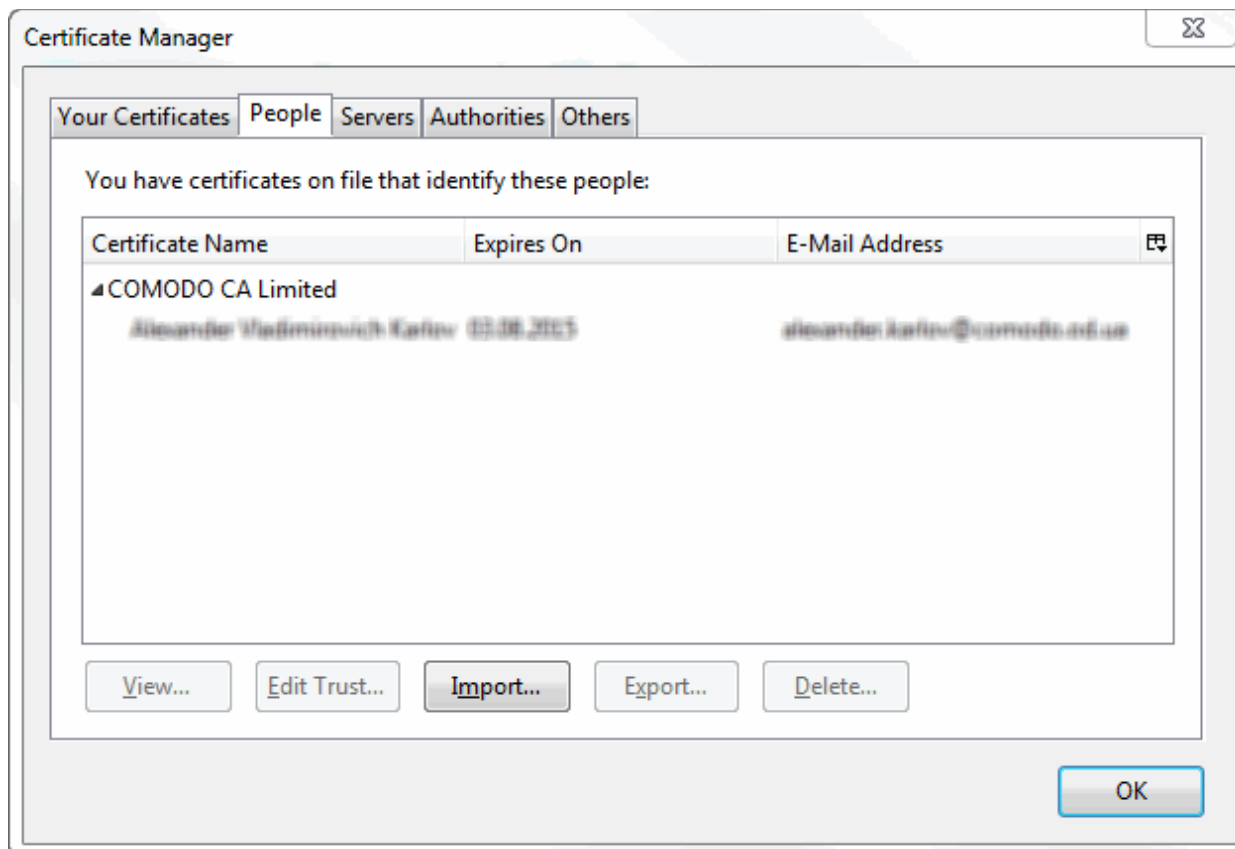 Certificate Manager
Your Certificates People Servers Authorities Others
You have certificates on file that identify these people:
Certificate Name Expires On E-Mail Address
COMODO CA Limited
View... Edit Trust... Import... Export... Delete...
OK